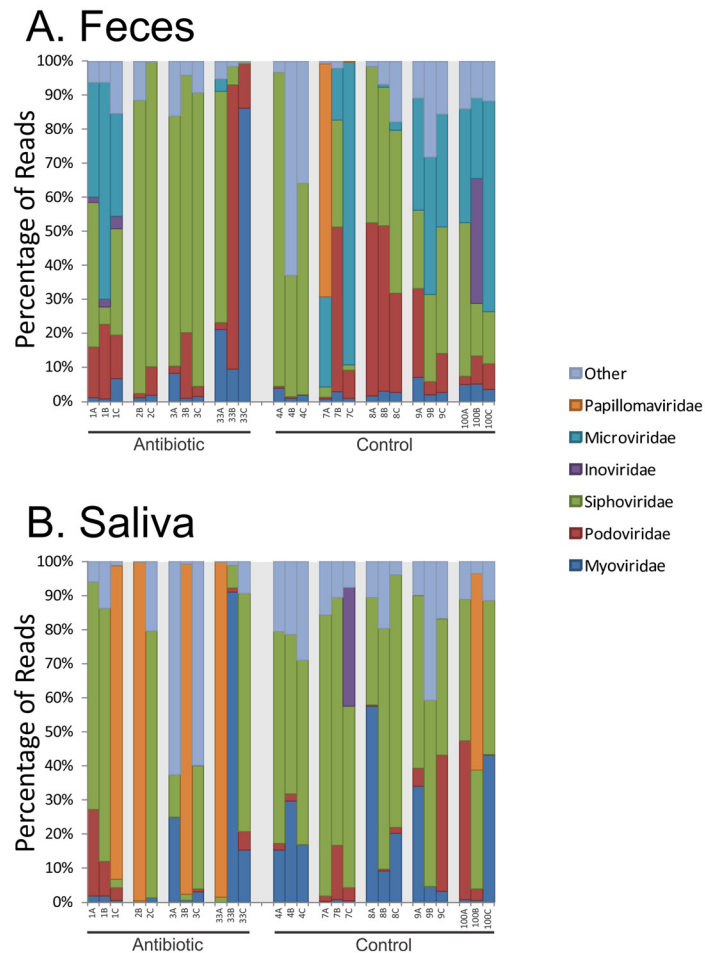 A. Feces
Percentage of Reads
100%
90%
80%
70%
60%
50%
40%
30%
20%
10%
0%
1A 1B 1C 2B 2C 3A 3B 3C 33A 33B 33C 4A 4B 4C 7A 7B 7C 8A 8B 8C 9A 9B 9C 100A 100B 100C
Antibiotic Control
Other
Papillomaviridae
Microviridae
Inoviridae
Siphoviridae
Podoviridae
Myoviridae
B. Saliva
Percentage of Reads
100%
90%
80%
70%
60%
50%
40%
30%
20%
10%
0%
1A 1B 1C 2B 2C 3A 3B 3C 33A 33B 33C 4A 4B 4C 7A 7B 7C 8A 8B 8C 9A 9B 9C 100A 100B 100C
Antibiotic Control